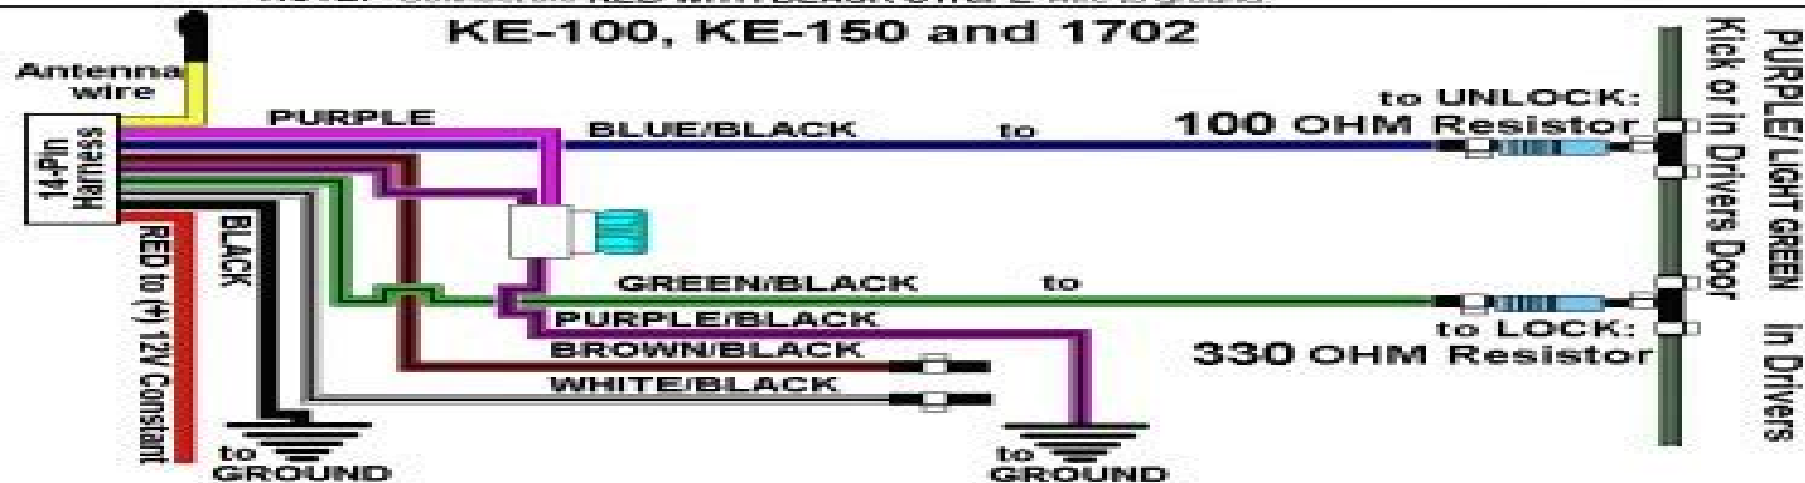 KE-100, KE-150 and 1702
Antenna
wire
14-Pin
Harness
PURPLE
BLUE/BLACK to
to UNLOCK:
100 OHM Resistor
RED to (+) 12V Constant
BLACK
GREEN/BLACK to
PURPLE/BLACK
BROWN/BLACK
WHITE/BLACK
to LOCK:
330 OHM Resistor
to
GROUND
to
GROUND
PURPLE/LIGHT GREEN in Drivers
Kick or in Drivers Door